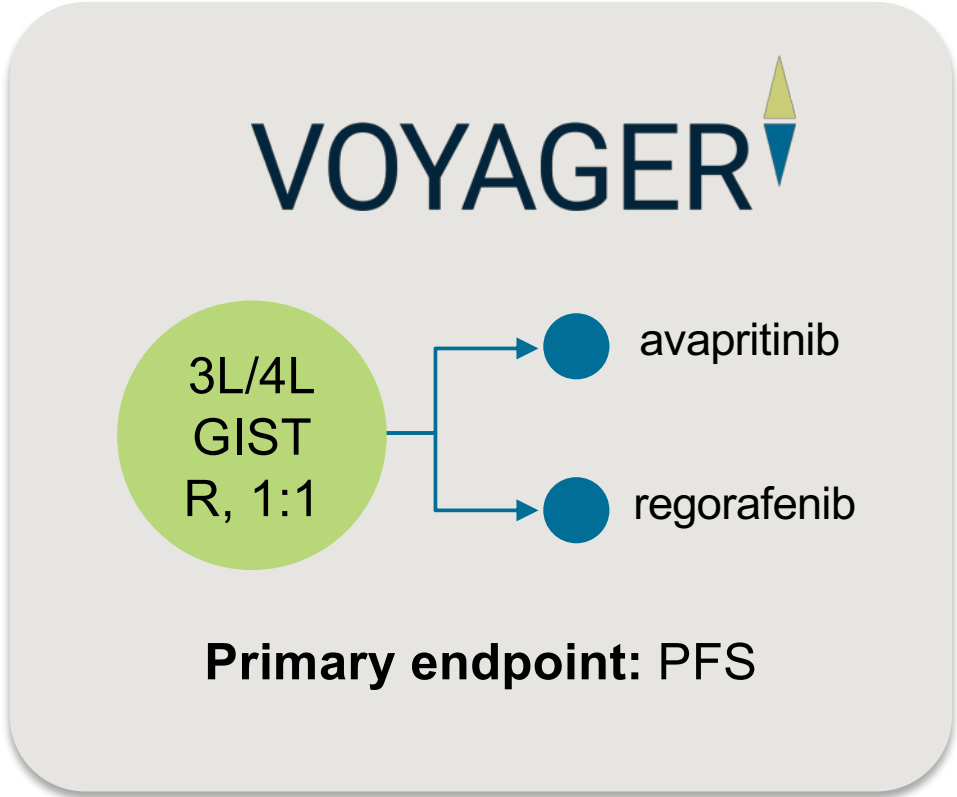 VOYAGER
3L/4L
GIST
R, 1:1
avapritinib
regorafenib
Primary endpoint: PFS